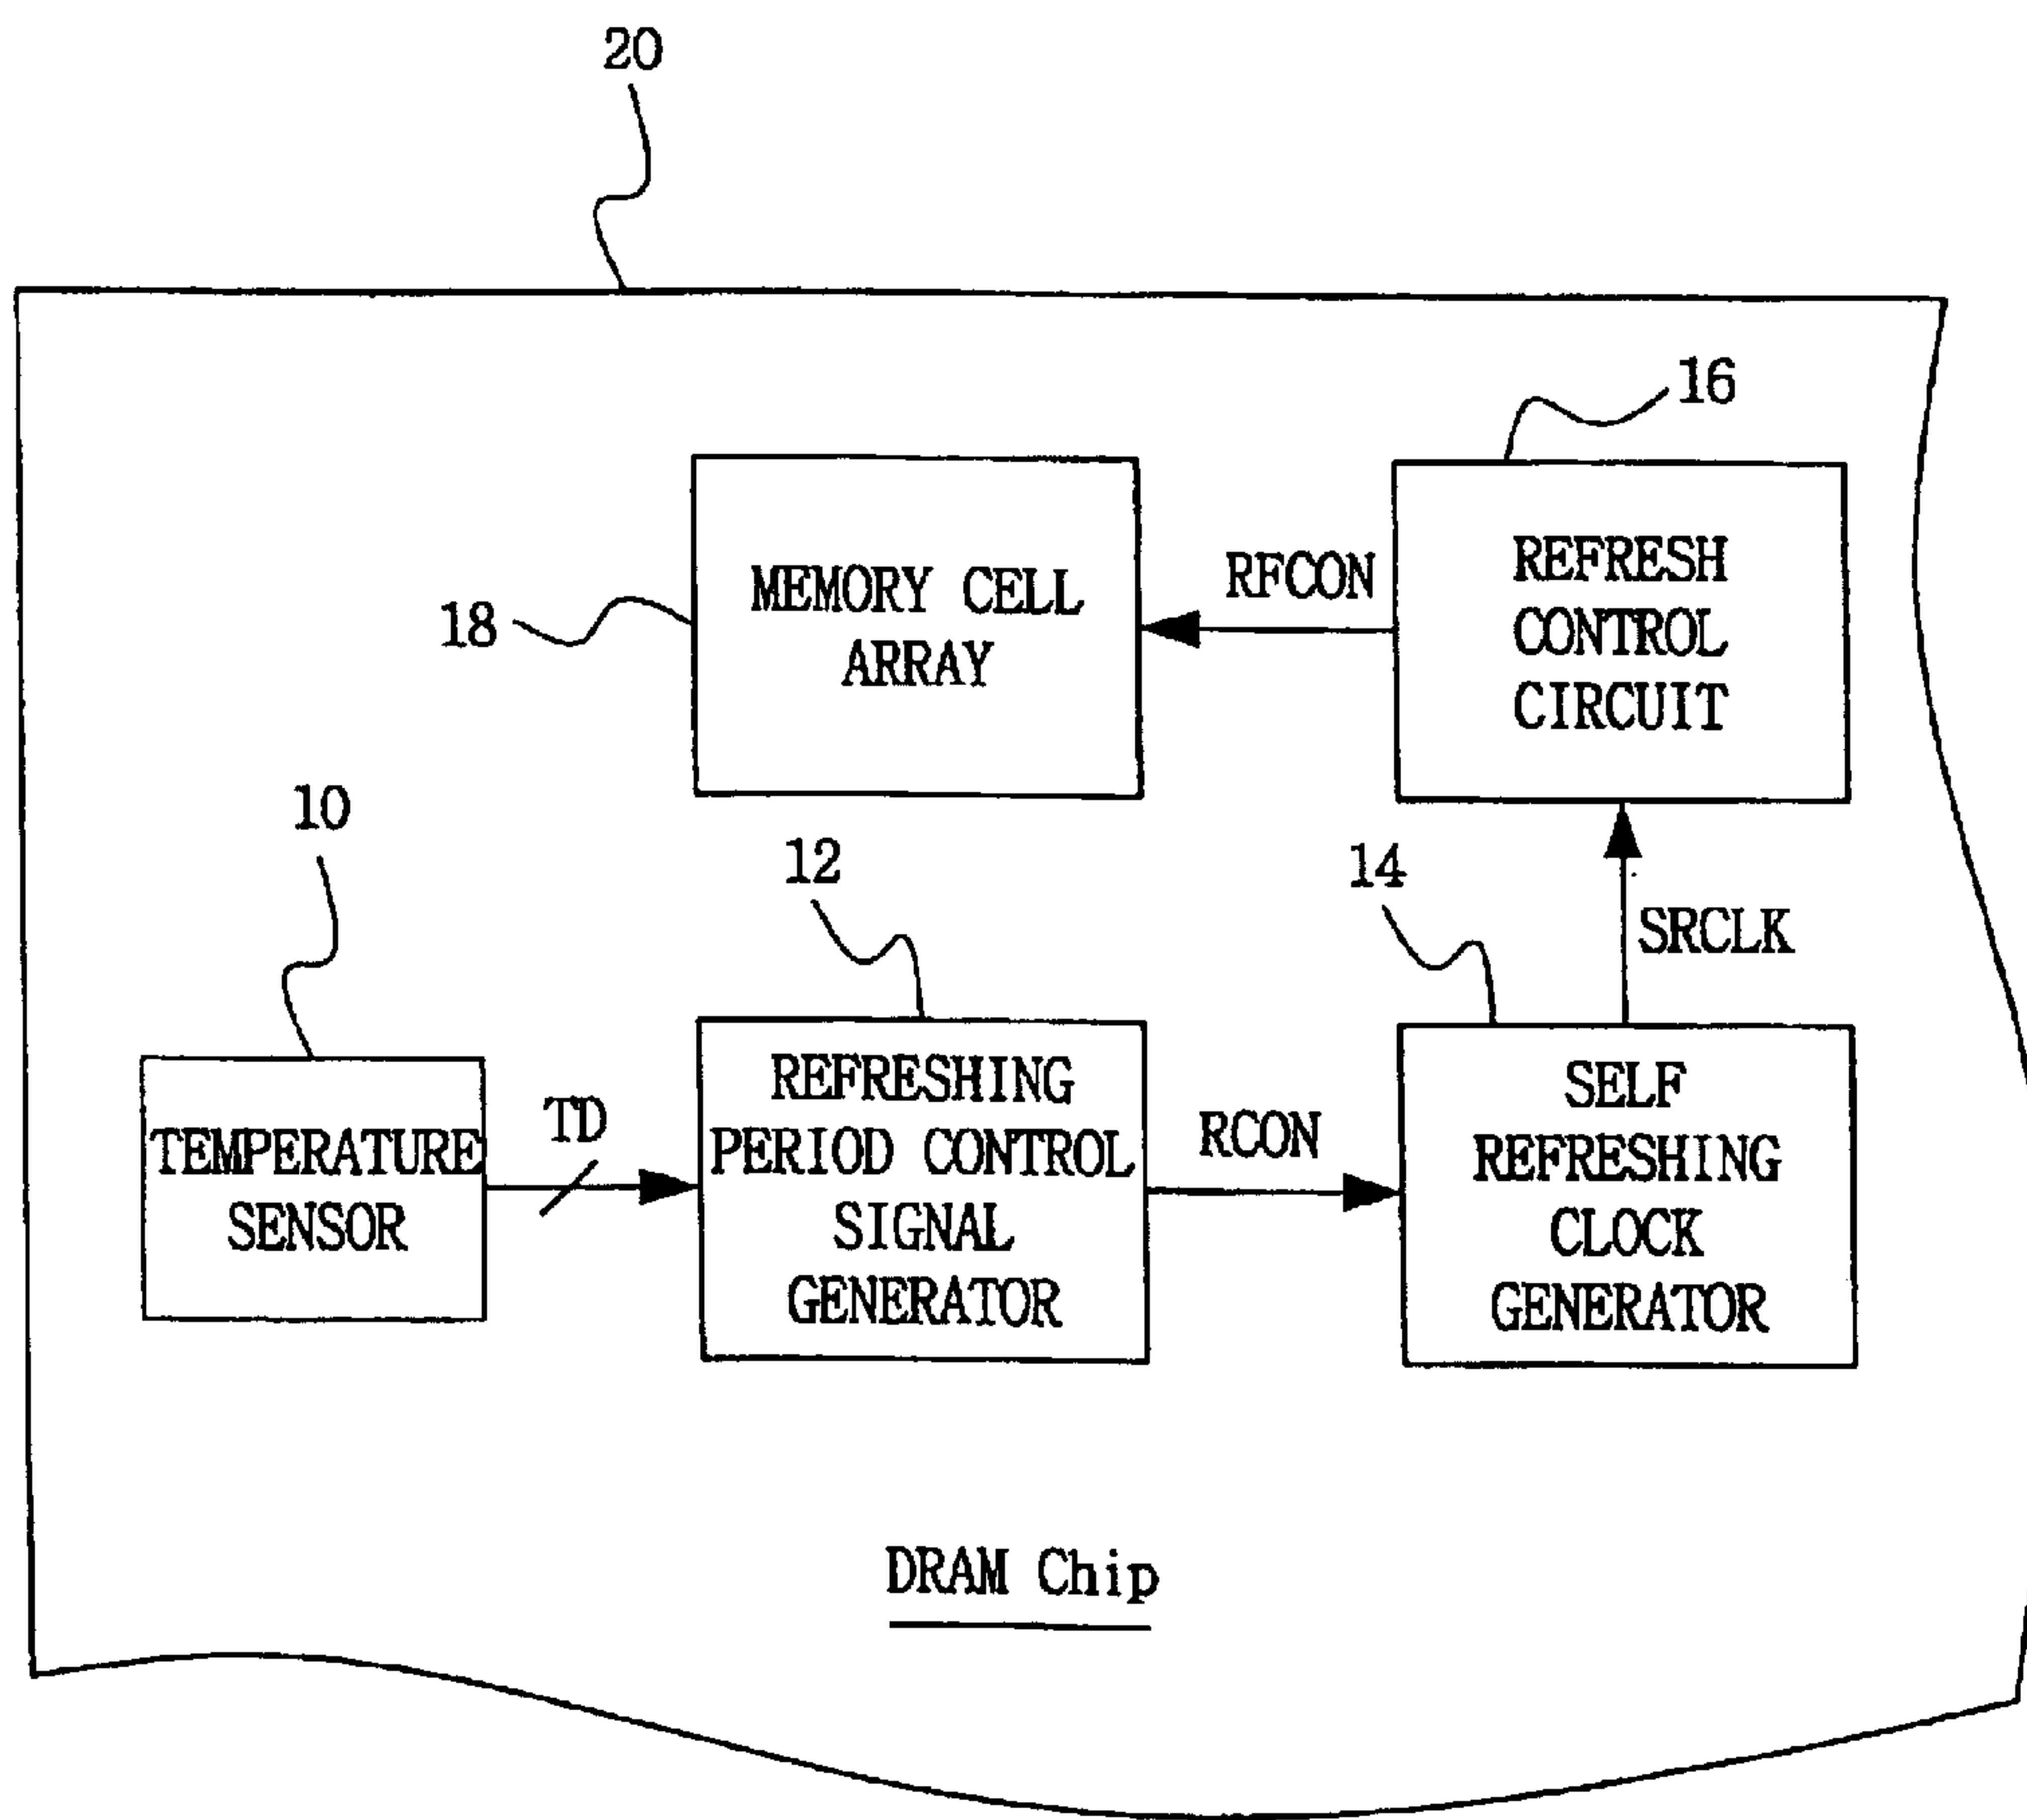 20
16
MEMORY CELL
ARRAY
18
RFCON
REFRESH
CONTROL
CIRCUIT
10
12
14
SRCLK
TEMPERATURE
SENSOR
TD
REFRESHING
PERIOD CONTROL
SIGNAL
GENERATOR
RCON
SELF
REFRESHING
CLOCK
GENERATOR
DRAM Chip